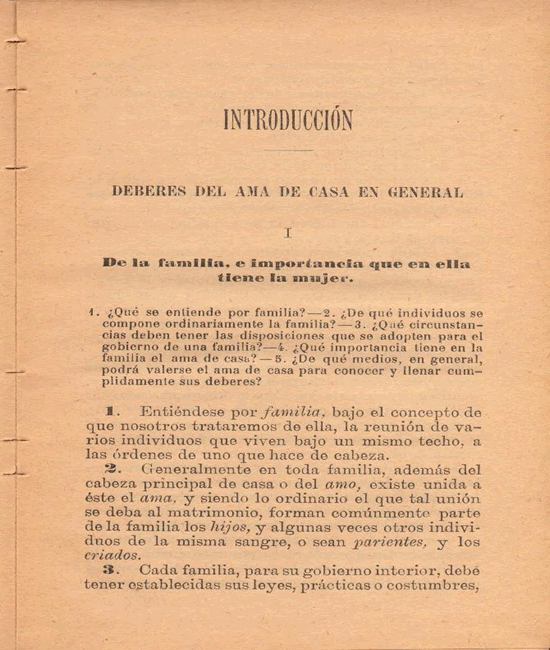 INTRODUCCIÓN
DEBERES DEL AMA DE CASA EN GENERAL
I
De la familia, e importancia que en ella
tiene la mujer.
1. ¿Qué se entiende por familia?—2. ¿De qué individuos se
compone ordinariamente la familia?—3. ¿Qué circunstan-
cias deben tener las disposiciones que se adopten para el
gobierno de una familia?—4. ¿Qué importancia tiene en la
familia el ama de casa?—5. ¿De qué medios, en general,
podrá valerse el ama de casa para conocer y llenar cum-
plidamente sus deberes?
1. Entiéndese por familia, bajo el concepto de
que nosotros trataremos de ella, la reunión de va-
rios individuos que viven bajo un mismo techo, a
las órdenes de uno que hace de cabeza.
2. Generalmente en toda familia, además del
cabeza principal de casa o del amo, existe unida a
éste el ama, y siendo lo ordinario el que tal unión
se deba al matrimonio, forman comúnmente parte
de la familia los hijos, y algunas veces otros indivi-
duos de la misma sangre, o sean parientes, y los
criados.
3. Cada familia, para su gobierno interior, debe
tener establecidas sus leyes, prácticas o costumbres,